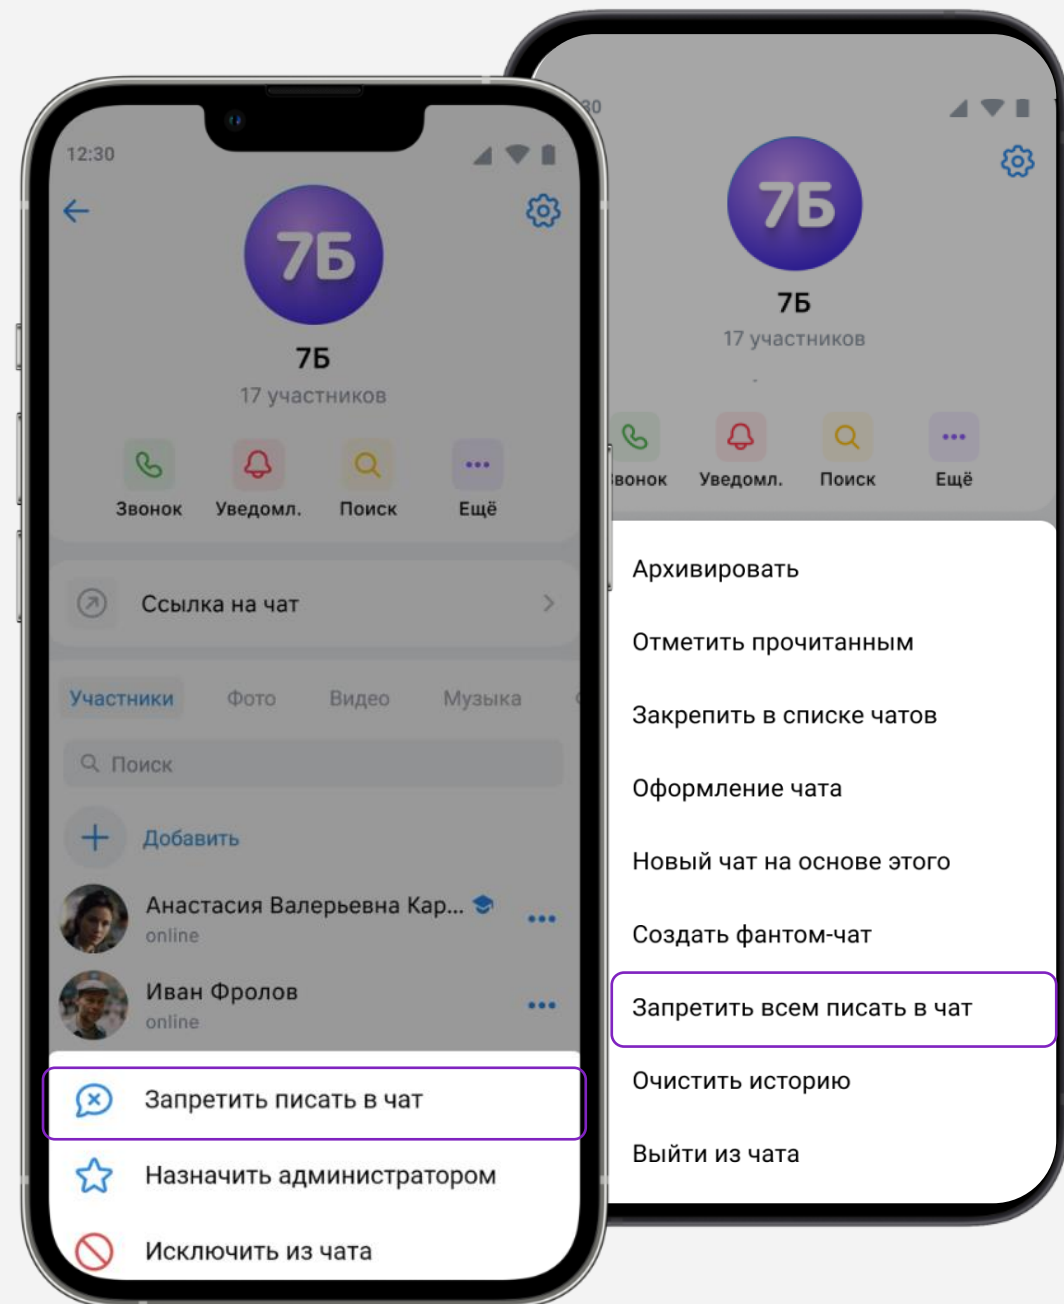 12:30
7Б
7Б
17 участников
Звонок
Уведомл.
Поиск
Ещё
Ссылка на чат
Участники
Фото
Видео
Музыка
Поиск
Добавить
Анастасия Валерьевна Кар...
online
Иван Фролов
online
Запретить писать в чат
Назначить администратором
Исключить из чата
30
7Б
7Б
17 участников
вонок
Уведомл.
Поиск
Ещё
Архивировать
Отметить прочитанным
Закрепить в списке чатов
Оформление чата
Новый чат на основе этого
Создать фантом-чат
Запретить всем писать в чат
Очистить историю
Выйти из чата